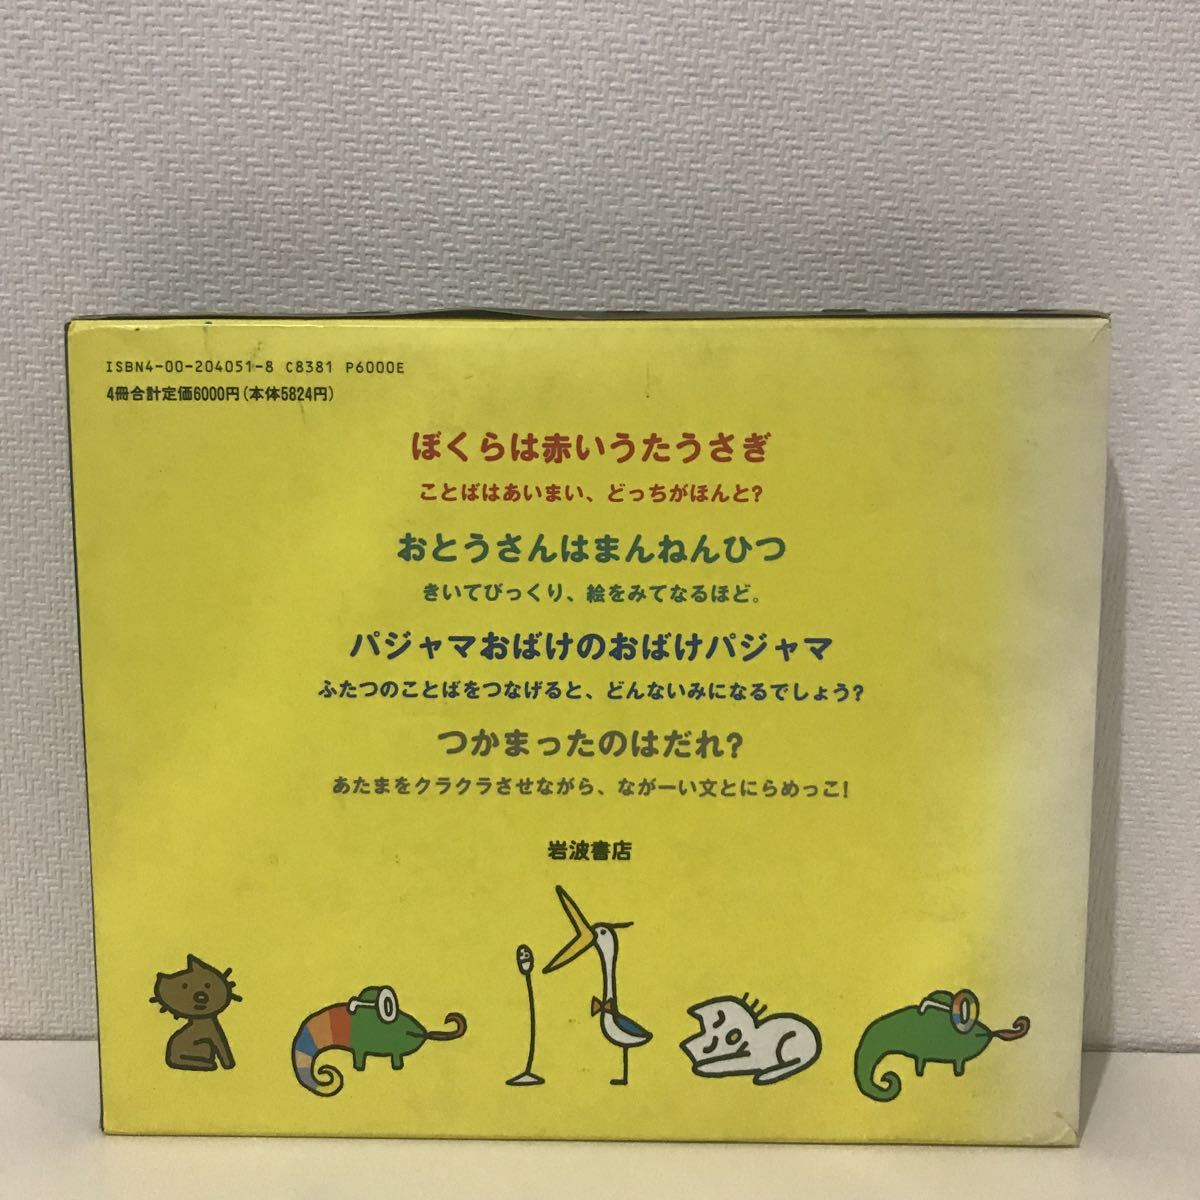 ISBN4-00-204051-8 C8381 P6000E
4冊合計定価6000円(本体5824円)
ぼくらは赤いうたうさぎ
ことばはあいまい、どっちがほんと?
おとうさんはまんねんひつ
きいてびっくり、絵をみてなるほど。
パジャマおばけのおばけパジャマ
ふたつのことばをつなげると、どんないみになるでしょう?
つかまったのはだれ?
あたまをクラクラさせながら、ながーい文とにらめっこ!
岩波書店